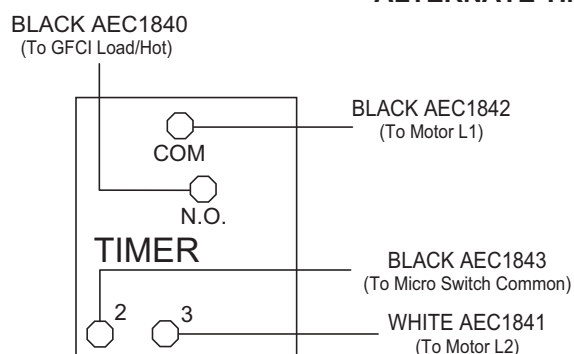 BLACK AEC1840
(To GFCI Load/Hot)
BLACK AEC1842
(To Motor L1)
COM
N.O.
TIMER
BLACK AEC1843
(To Micro Switch Common)
2
3
WHITE AEC1841
(To Motor L2)